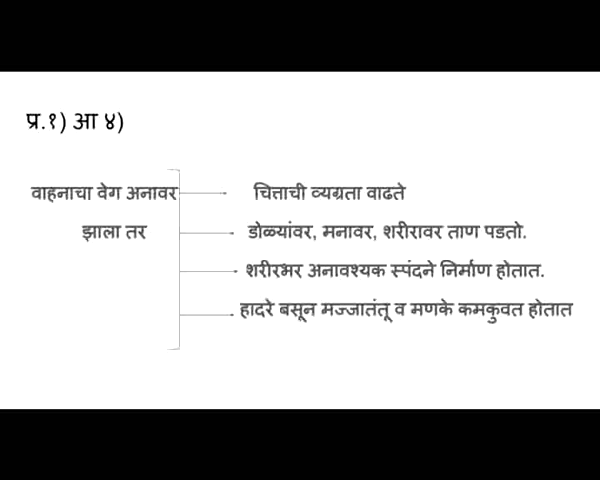 प्र.१) आ ४)
वाहनाचा वेग अनावर
झाला तर
चित्ताची व्यग्रता वाढते
डोळ्यांवर, मनावर, शरीरावर ताण पडतो.
शरीरभर अनावश्यक स्पंदने निर्माण होतात.
हादरे बसून मज्जातंतू व मणके कमकुवत होतात